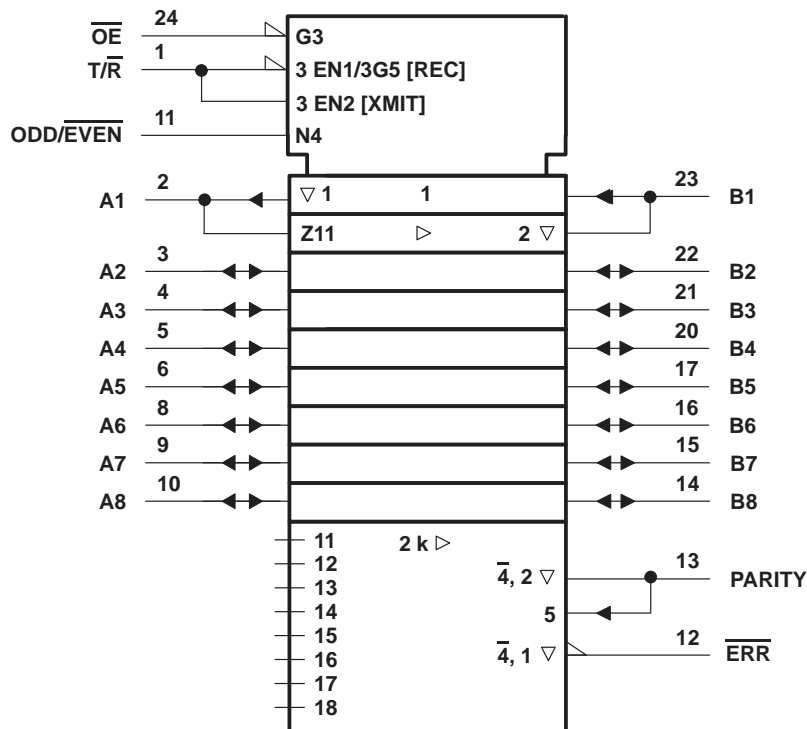 O̅E̅ 24 G3
T/R̅ 1 3 EN1/3G5 [REC]
3 EN2 [XMIT]
ODD/E̅V̅E̅N̅ 11 N4
A1 2 ▽ 1 1 23 B1
Z11 ▷ 2 ▽
A2 3 22 B2
A3 4 21 B3
A4 5 20 B4
A5 6 17 B5
A6 8 16 B6
A7 9 15 B7
A8 10 14 B8
11 2 k ▷
12 4̅, 2 ▽ 13 PARITY
13
14 5
15
16 4̅, 1 ▽ 12 E̅R̅R̅
17
18